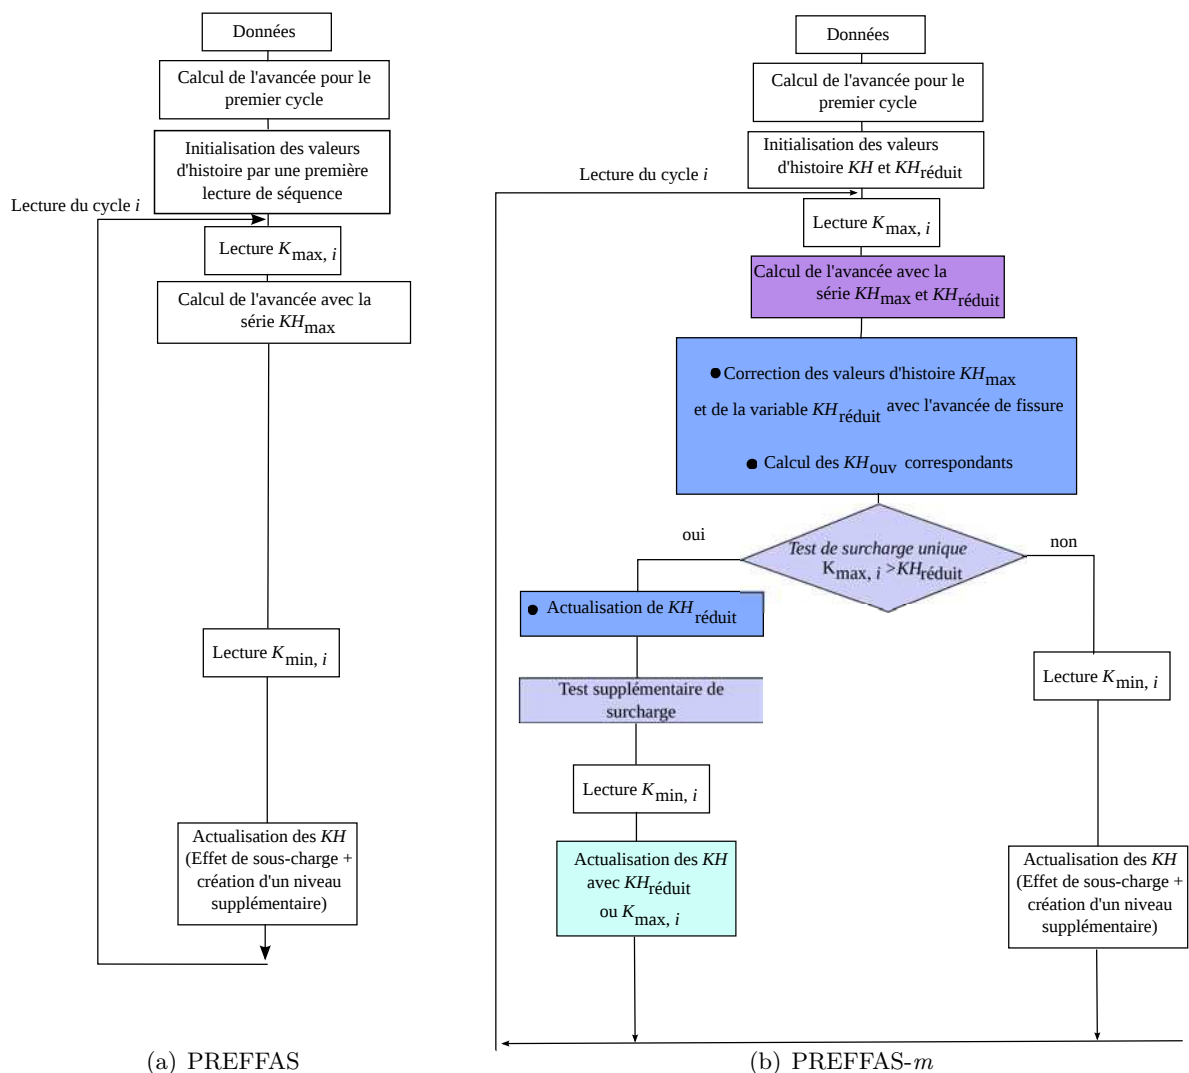 Données
Calcul de l'avancée pour le
premier cycle
Initialisation des valeurs
d'histoire par une première
lecture de séquence
Lecture du cycle i
Lecture Kmax, i
Calcul de l'avancée avec la
série KHmax
Lecture Kmin, i
Actualisation des KH
(Effet de sous-charge +
création d'un niveau
supplémentaire)
(a) PREFFAS
Données
Calcul de l'avancée pour le
premier cycle
Initialisation des valeurs
d'histoire KH et KHréduit
Lecture du cycle i
Lecture Kmax, i
Calcul de l'avancée avec la
série KHmax et KHréduit
● Correction des valeurs d'histoire KHmax
et de la variable KHréduit avec l'avancée de fissure
● Calcul des KHouv correspondants
oui
Test de surcharge unique
Kmax, i >KHréduit
non
● Actualisation de KHréduit
Test supplémentaire de
surcharge
Lecture Kmin, i
Actualisation des KH
avec KHréduit
ou Kmax, i
Lecture Kmin, i
Actualisation des KH
(Effet de sous-charge +
création d'un niveau
supplémentaire)
(b) PREFFAS-m